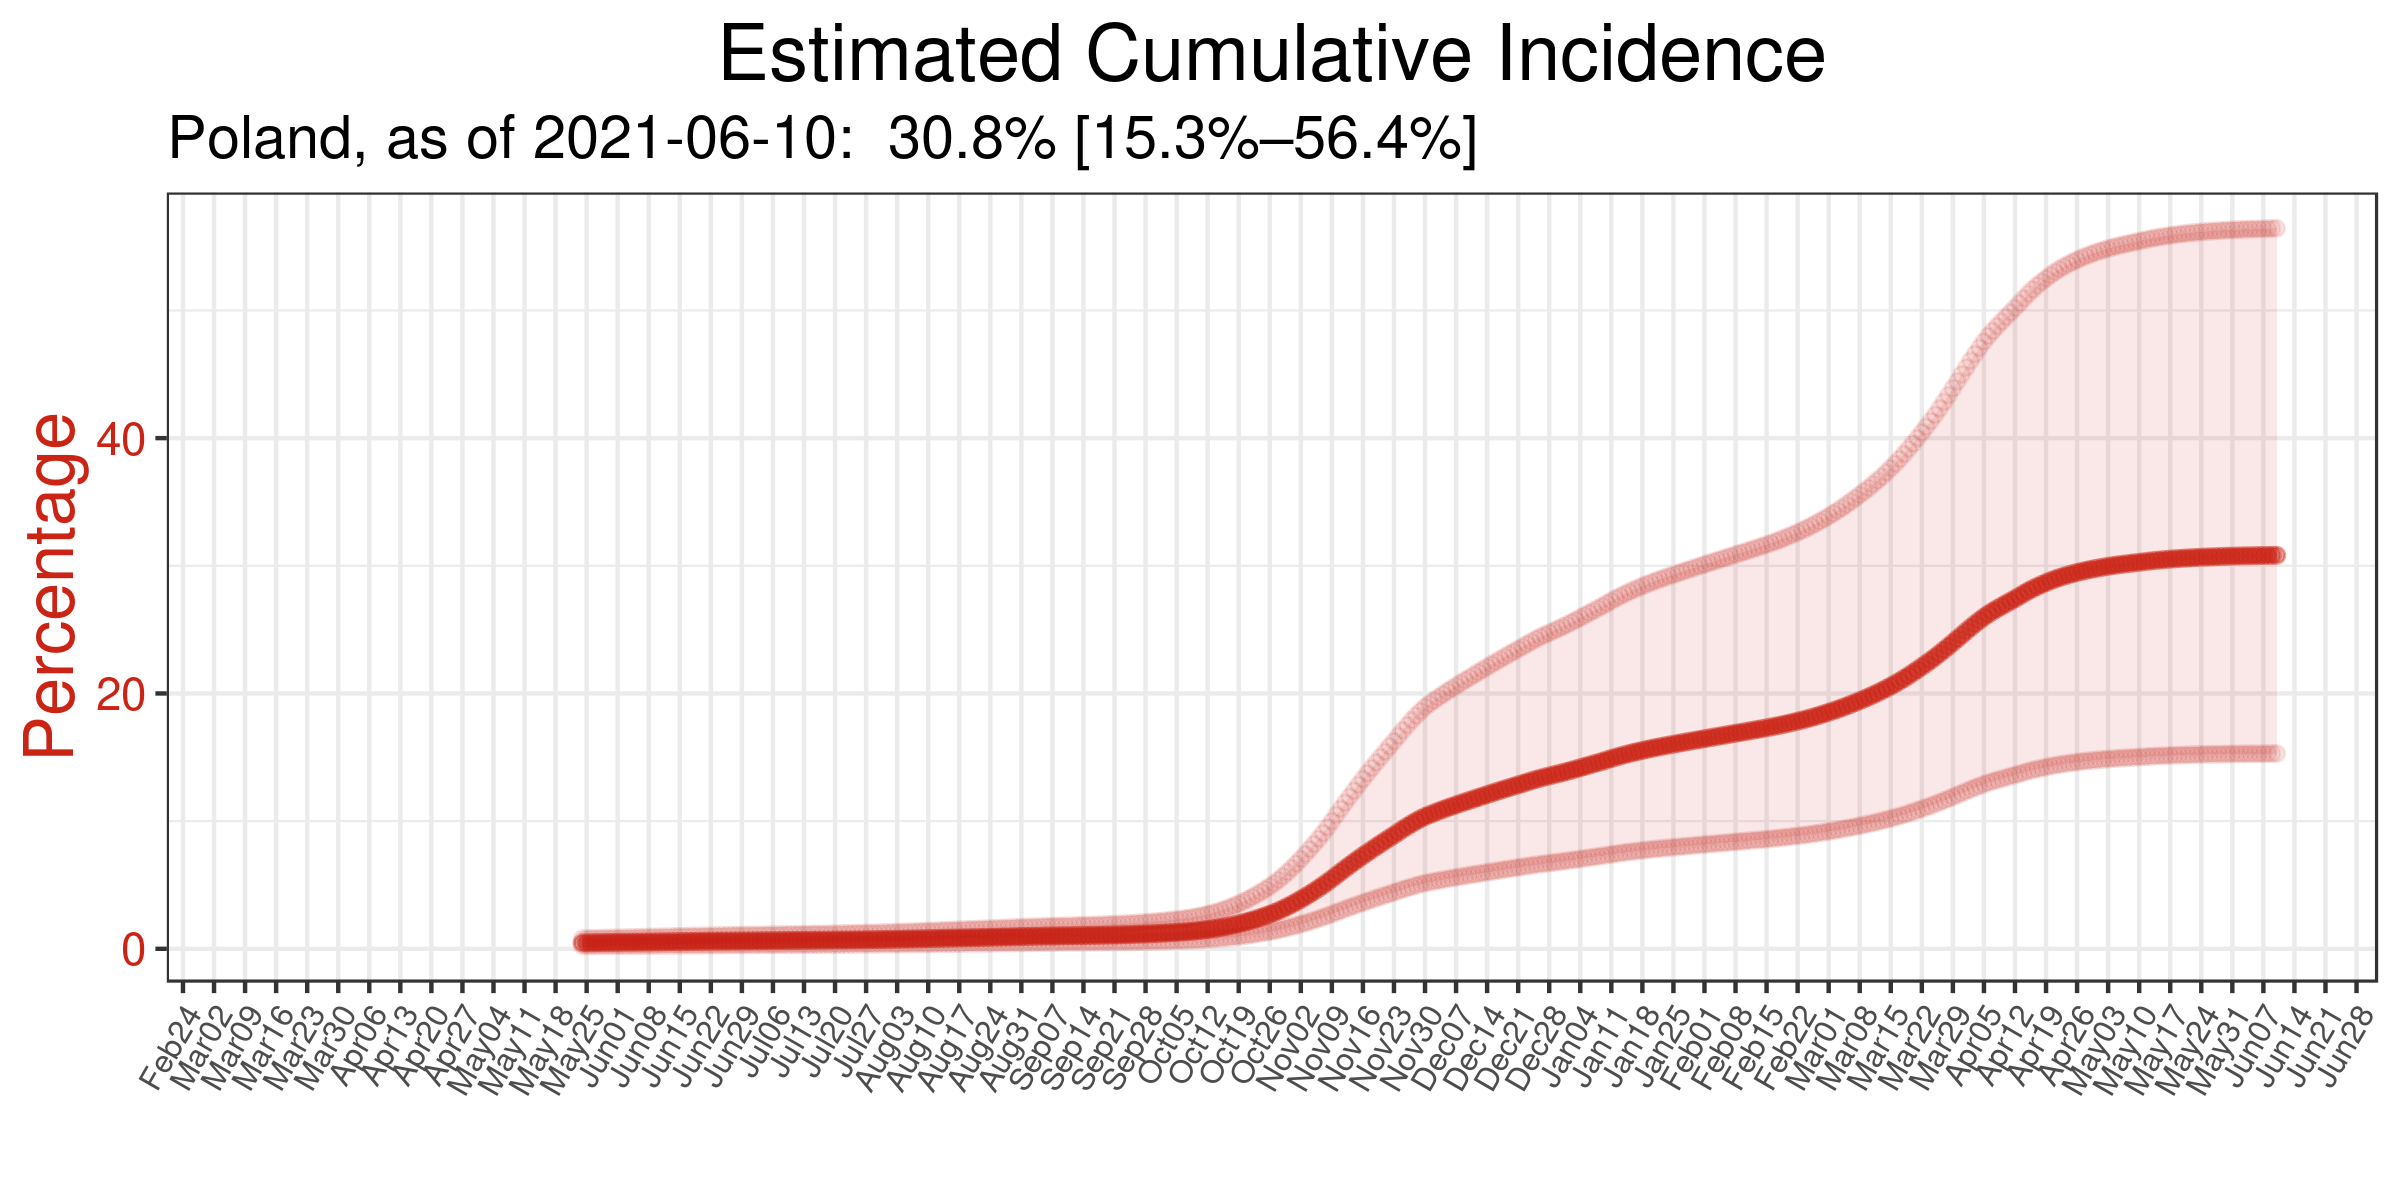 Estimated Cumulative Incidence
Poland, as of 2021-06-10:  30.8% [15.3%–56.4%]
Percentage
40
20
0
Feb24
Mar02
Mar09
Mar16
Mar23
Mar30
Apr06
Apr13
Apr20
Apr27
May04
May11
May18
May25
Jun01
Jun08
Jun15
Jun22
Jun29
Jul06
Jul13
Jul20
Jul27
Aug03
Aug10
Aug17
Aug24
Aug31
Sep07
Sep14
Sep21
Sep28
Oct05
Oct12
Oct19
Oct26
Nov02
Nov09
Nov16
Nov23
Nov30
Dec07
Dec14
Dec21
Dec28
Jan04
Jan11
Jan18
Jan25
Feb01
Feb08
Feb15
Feb22
Mar01
Mar08
Mar15
Mar22
Mar29
Apr05
Apr12
Apr19
Apr26
May03
May10
May17
May24
May31
Jun07
Jun14
Jun21
Jun28